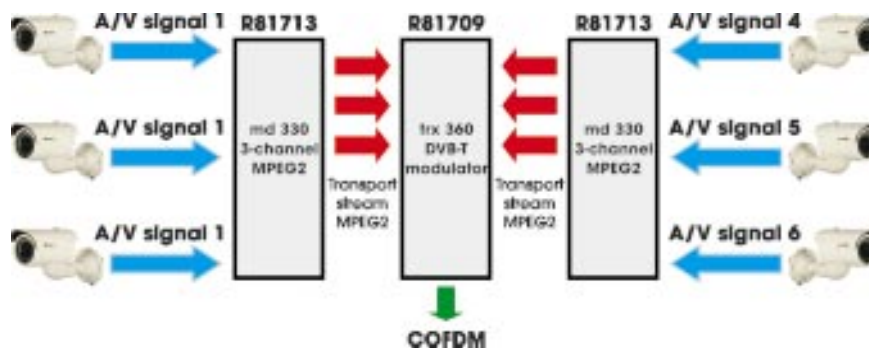 A/V signal 1
R81713
R81709
R81713
A/V signal 4
md 330
3-channel
MPEG2
trx 360
DVB-T
modulator
md 330
3-channel
MPEG2
A/V signal 1
A/V signal 5
Transport
stream
MPEG2
Transport
stream
MPEG2
A/V signal 1
A/V signal 6
COFDM